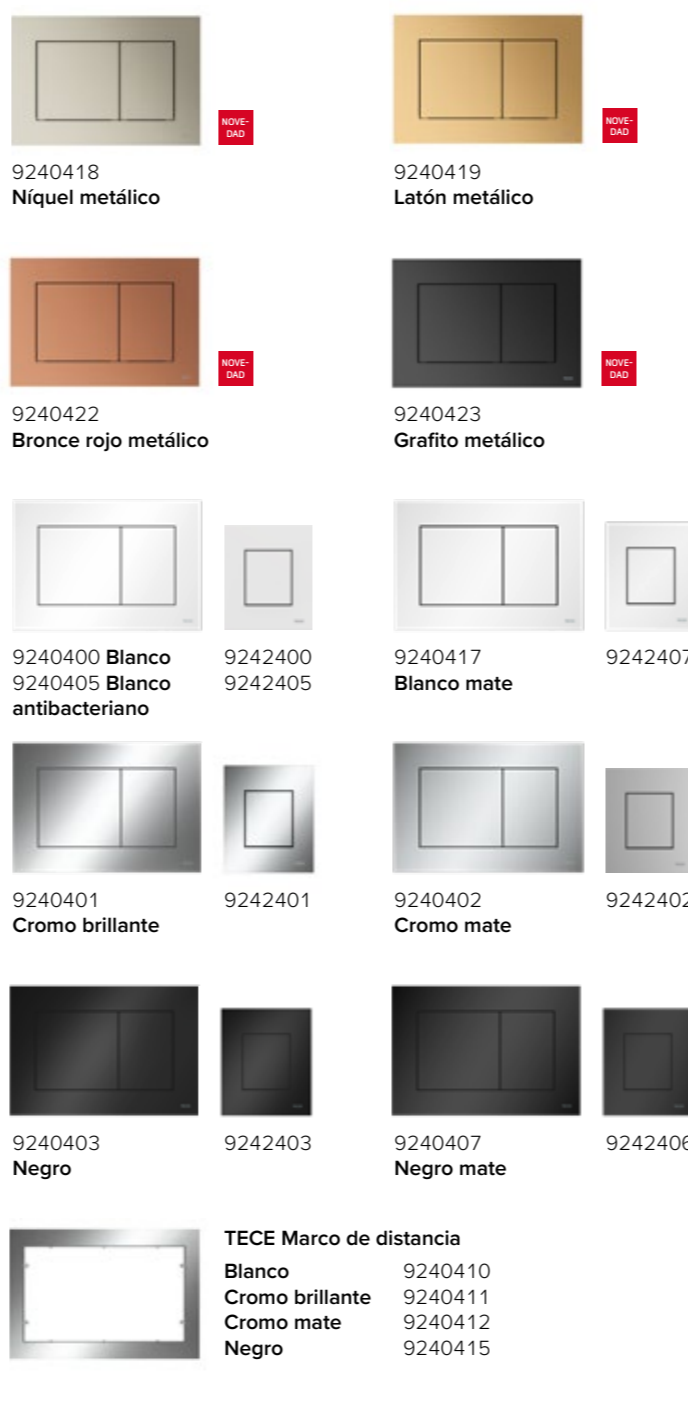 NOVE-
DAD
NOVE-
DAD
9240418
Níquel metálico
9240419
Latón metálico
NOVE-
DAD
NOVE-
DAD
9240422
Bronce rojo metálico
9240423
Grafito metálico
9240400 Blanco
9240405 Blanco
antibacteriano
9242400
9242405
9240417
Blanco mate
9242407
9240401
Cromo brillante
9242401
9240402
Cromo mate
9242402
9240403
Negro
9242403
9240407
Negro mate
9242406
TECE Marco de distancia
Blanco 9240410
Cromo brillante 9240411
Cromo mate 9240412
Negro 9240415